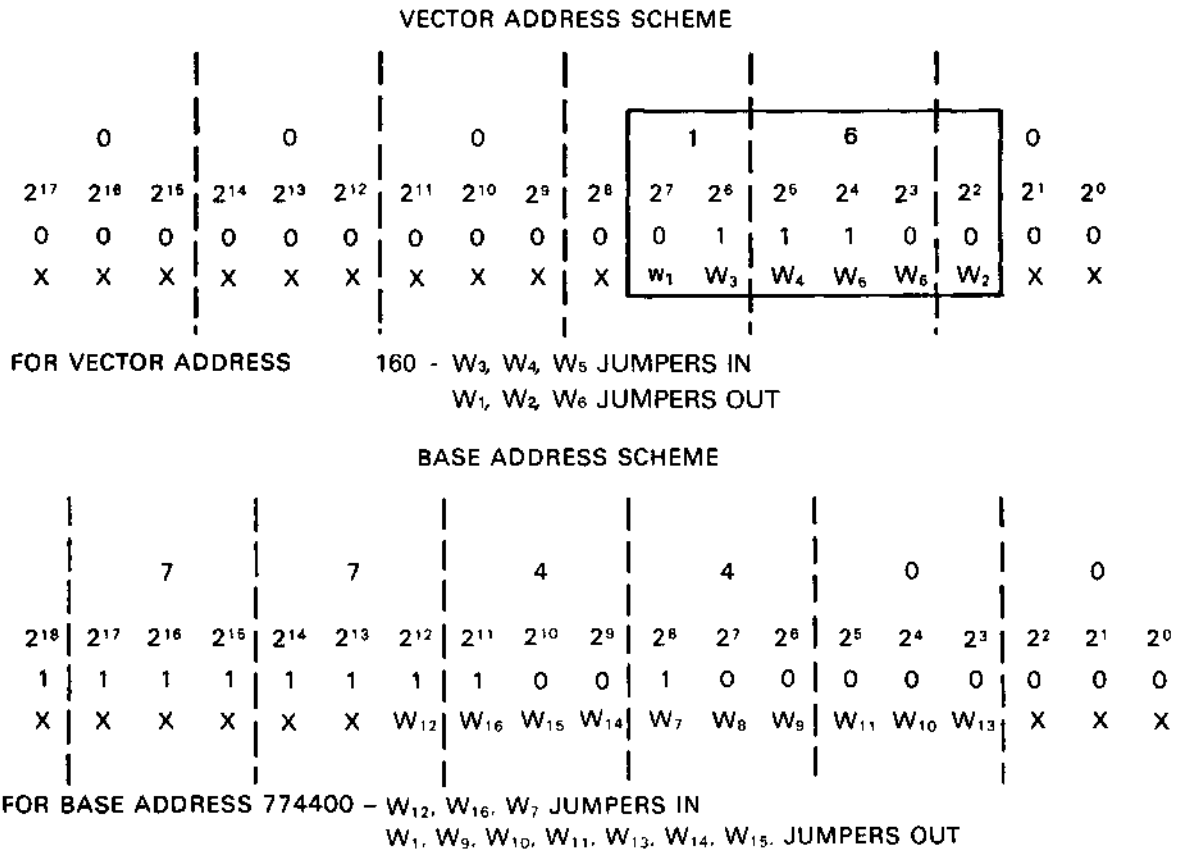 VECTOR ADDRESS SCHEME
0 0 0 1 6 0
2¹⁷ 2¹⁶ 2¹⁵ 2¹⁴ 2¹³ 2¹² 2¹¹ 2¹⁰ 2⁹ 2⁸ 2⁷ 2⁶ 2⁵ 2⁴ 2³ 2² 2¹ 2⁰
0 0 0 0 0 0 0 0 0 0 0 1 1 1 0 0 0 0
X X X X X X X X X X W₁ W₃ W₄ W₆ W₆ W₂ X X
FOR VECTOR ADDRESS 160 - W₃, W₄, W₅ JUMPERS IN
W₁, W₂, W₆ JUMPERS OUT
BASE ADDRESS SCHEME
7 7 4 4 0 0
2¹⁸ 2¹⁷ 2¹⁶ 2¹⁵ 2¹⁴ 2¹³ 2¹² 2¹¹ 2¹⁰ 2⁹ 2⁸ 2⁷ 2⁶ 2⁵ 2⁴ 2³ 2² 2¹ 2⁰
1 1 1 1 1 1 1 1 0 0 1 0 0 0 0 0 0 0 0
X X X X X X W₁₂ W₁₆ W₁₅ W₁₄ W₇ W₈ W₉ W₁₁ W₁₀ W₁₃ X X X
FOR BASE ADDRESS 774400 – W₁₂, W₁₆, W₇ JUMPERS IN
W₁, W₉, W₁₀, W₁₁, W₁₃, W₁₄, W₁₅, JUMPERS OUT